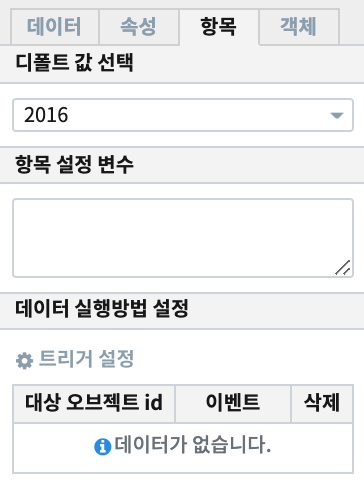 데이터 속성 항목 객체
디폴트 값 선택
2016
항목 설정 변수
데이터 실행방법 설정
트리거 설정
대상 오브젝트 id 이벤트 삭제
데이터가 없습니다.